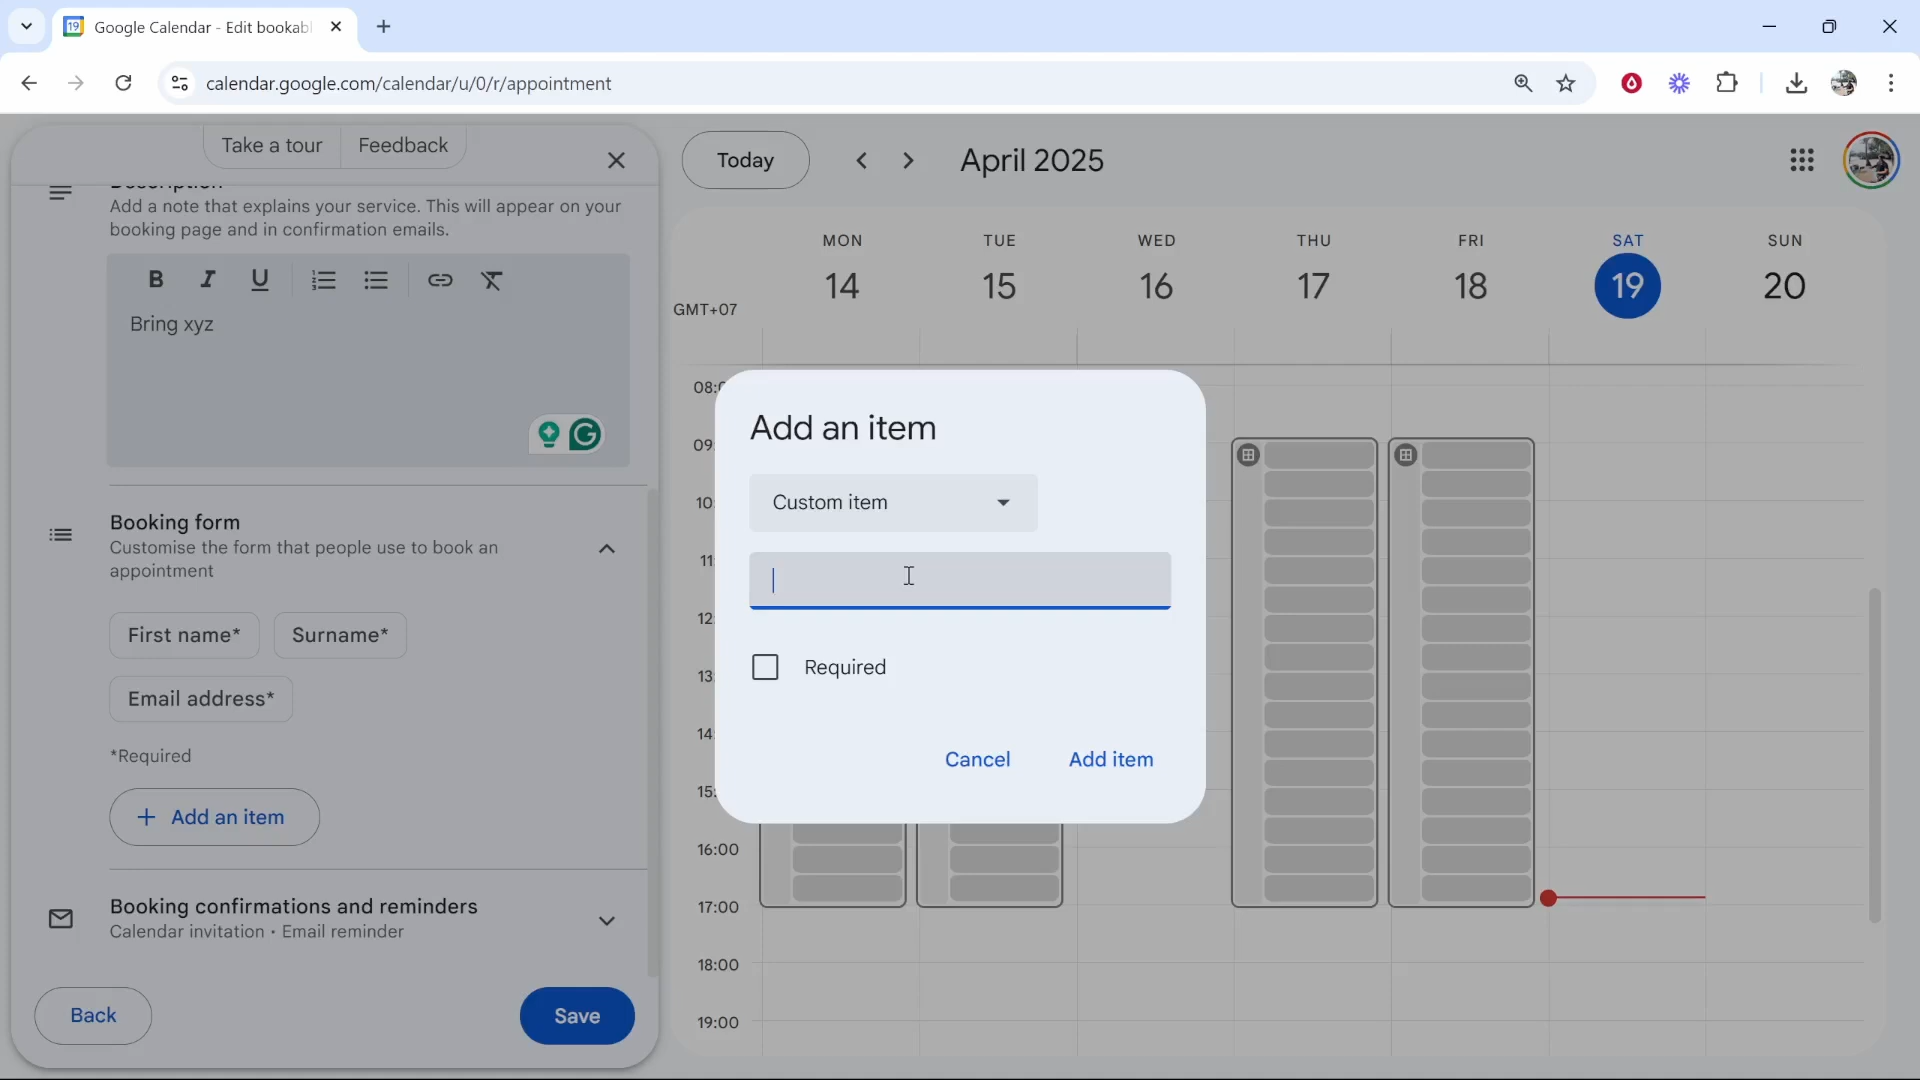 Google Calendar - Edit bookabl
calendar.google.com/calendar/u/0/r/appointment
Take a tour
Feedback
Description
Add a note that explains your service. This will appear on your
booking page and in confirmation emails.
B I U
Bring xyz
Booking form
Customise the form that people use to book an
appointment
First name*
Surname*
Email address*
*Required
+ Add an item
Booking confirmations and reminders
Calendar invitation • Email reminder
Back
Save
Today
April 2025
GMT+07
MON
14
TUE
15
WED
16
THU
17
FRI
18
SAT
19
SUN
20
08:0
09:
10:
11:
12:
13:
14:
15:
16:00
17:00
18:00
19:00
Add an item
Custom item
Required
Cancel
Add item